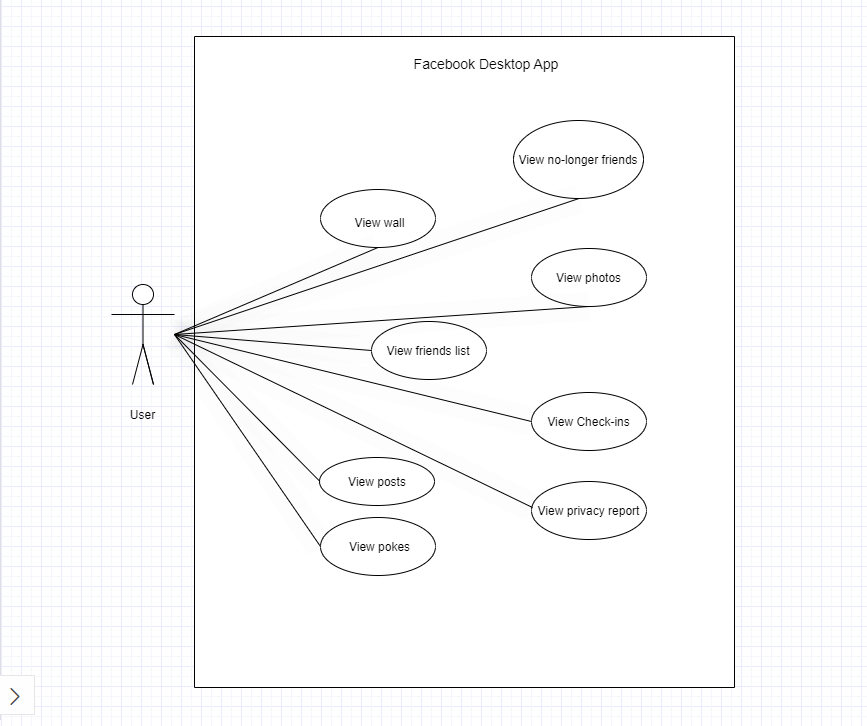 Facebook Desktop App
View no-longer friends
View wall
View photos
View friends list
User
View Check-ins
View posts
View privacy report
View pokes